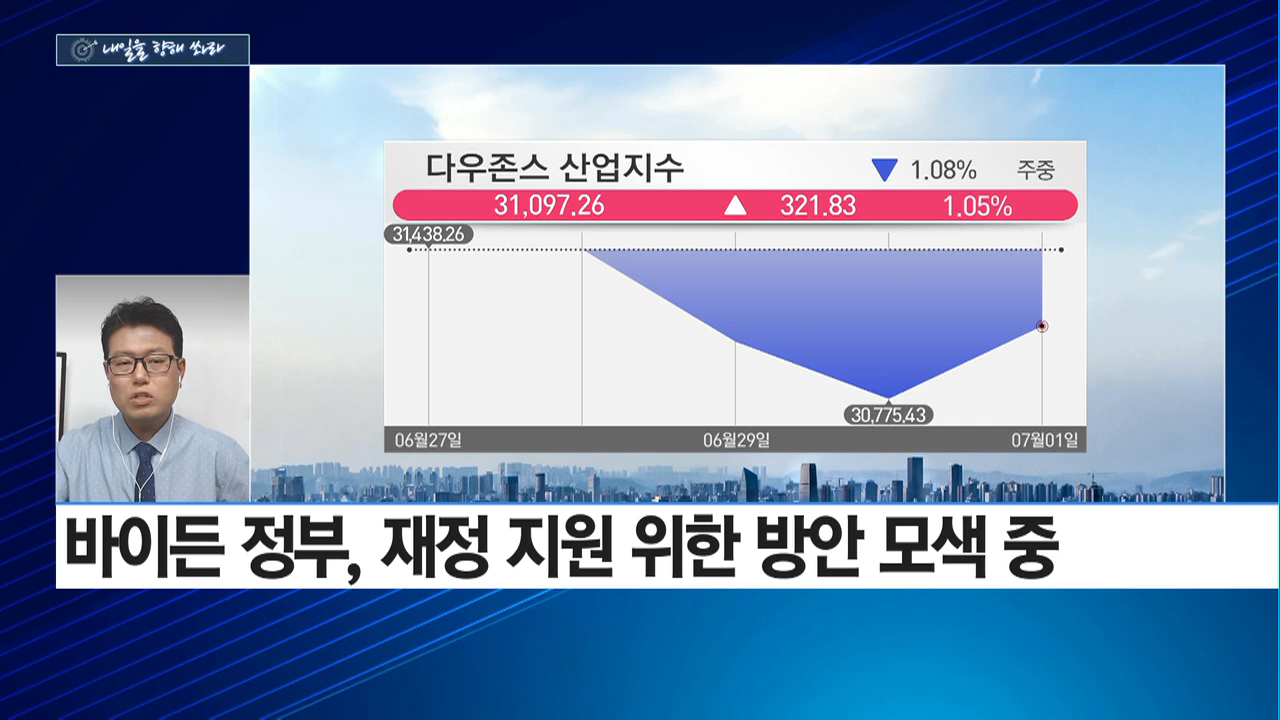 내일을 향해 쏴라
다우존스 산업지수 ▼ 1.08% 주중
31,097.26 ▲ 321.83 1.05%
31,438.26
30,775.43
06월27일 06월29일 07월01일
바이든 정부, 재정 지원 위한 방안 모색 중